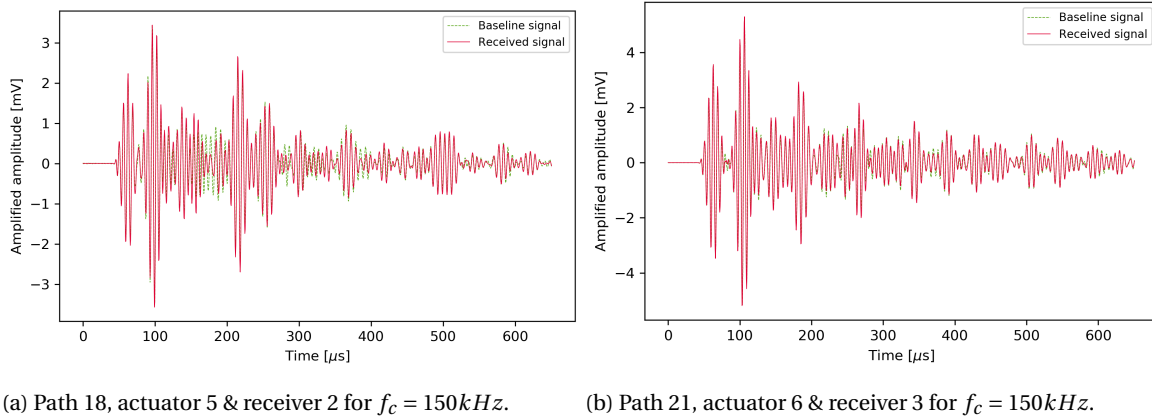 Baseline signal
Received signal
3
2
1
0
−1
−2
−3
Amplified amplitude [mV]
0 100 200 300 400 500 600
Time [µs]
(a) Path 18, actuator 5 & receiver 2 for f_c = 150kHz.
Baseline signal
Received signal
4
2
0
−2
−4
Amplified amplitude [mV]
0 100 200 300 400 500 600
Time [µs]
(b) Path 21, actuator 6 & receiver 3 for f_c = 150kHz.